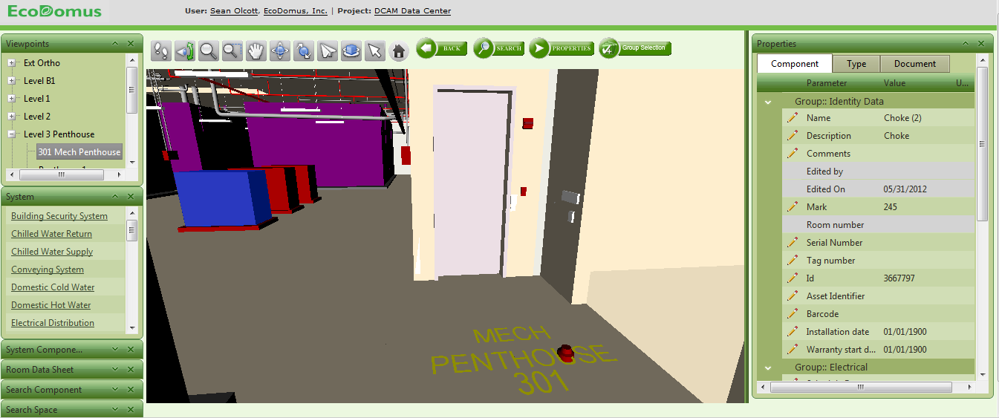 EcoDomus
User: Sean Olcott, EcoDomus, Inc. | Project: DCAM Data Center
Viewpoints
Ext Ortho
Level B1
Level 1
Level 2
Level 3 Penthouse
301 Mech Penthouse
System
Building Security System
Chilled Water Return
Chilled Water Supply
Conveying System
Domestic Cold Water
Domestic Hot Water
Electrical Distribution
System Compone...
Room Data Sheet
Search Component
Search Space
BACK
SEARCH
PROPERTIES
Group Selection
MECH
PENTHOUSE
301
Properties
Component Type Document
Parameter Value U...
Group:: Identity Data
Name Choke (2)
Description Choke
Comments
Edited by
Edited On 05/31/2012
Mark 245
Room number
Serial Number
Tag number
Id 3667797
Asset Identifier
Barcode
Installation date 01/01/1900
Warranty start d... 01/01/1900
Group:: Electrical